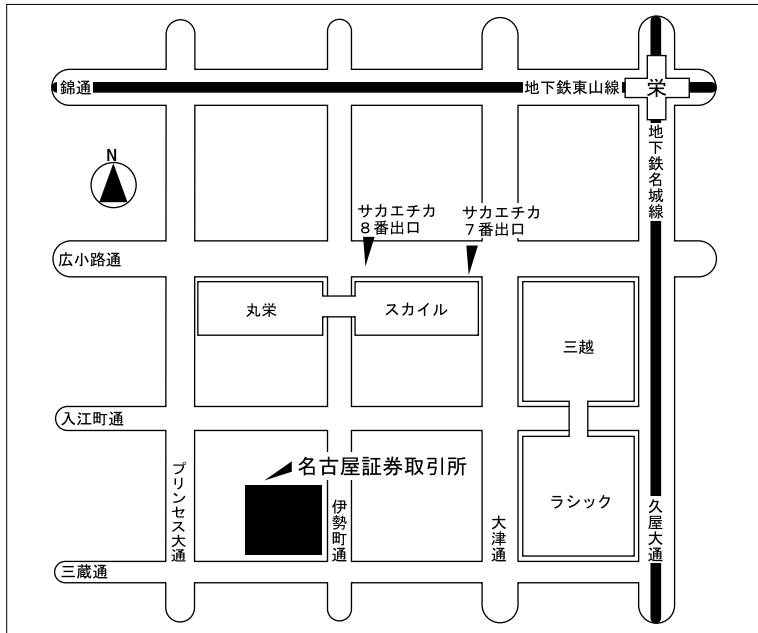 錦通
地下鉄東山線
栄
地下鉄名城線
N
サカエチカ
8番出口
サカエチカ
7番出口
広小路通
丸栄
スカイル
三越
入江町通
名古屋証券取引所
プリンセス大通
伊勢町通
大津通
ラシック
久屋大通
三蔵通